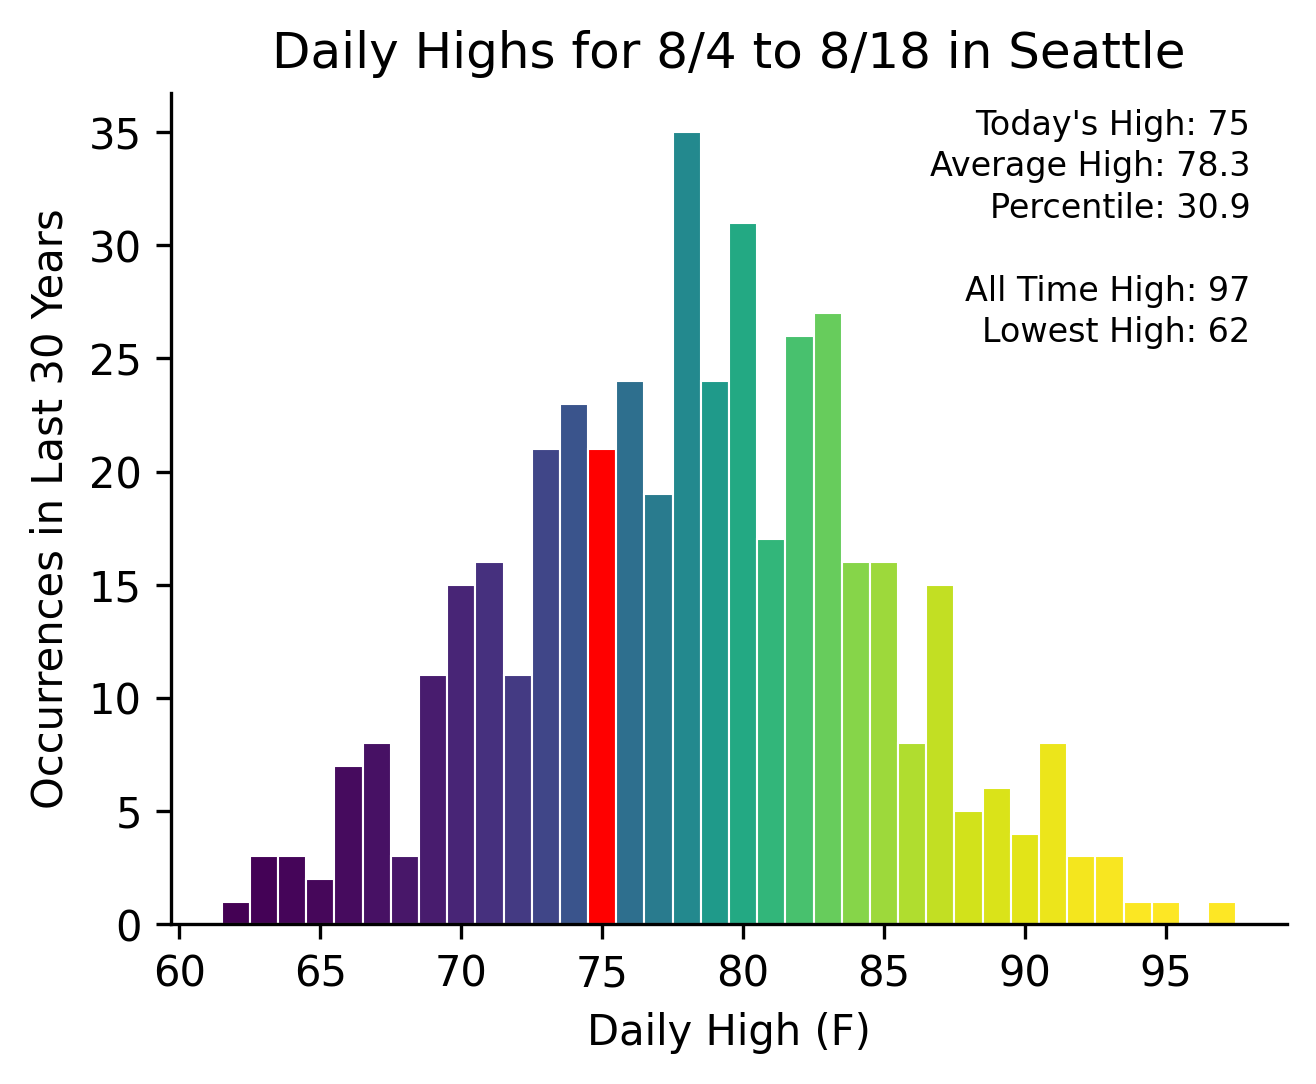 Daily Highs for 8/4 to 8/18 in Seattle
Today's High: 75
Average High: 78.3
Percentile: 30.9
All Time High: 97
Lowest High: 62
Occurrences in Last 30 Years
35
30
25
20
15
10
5
0
60 65 70 75 80 85 90 95
Daily High (F)